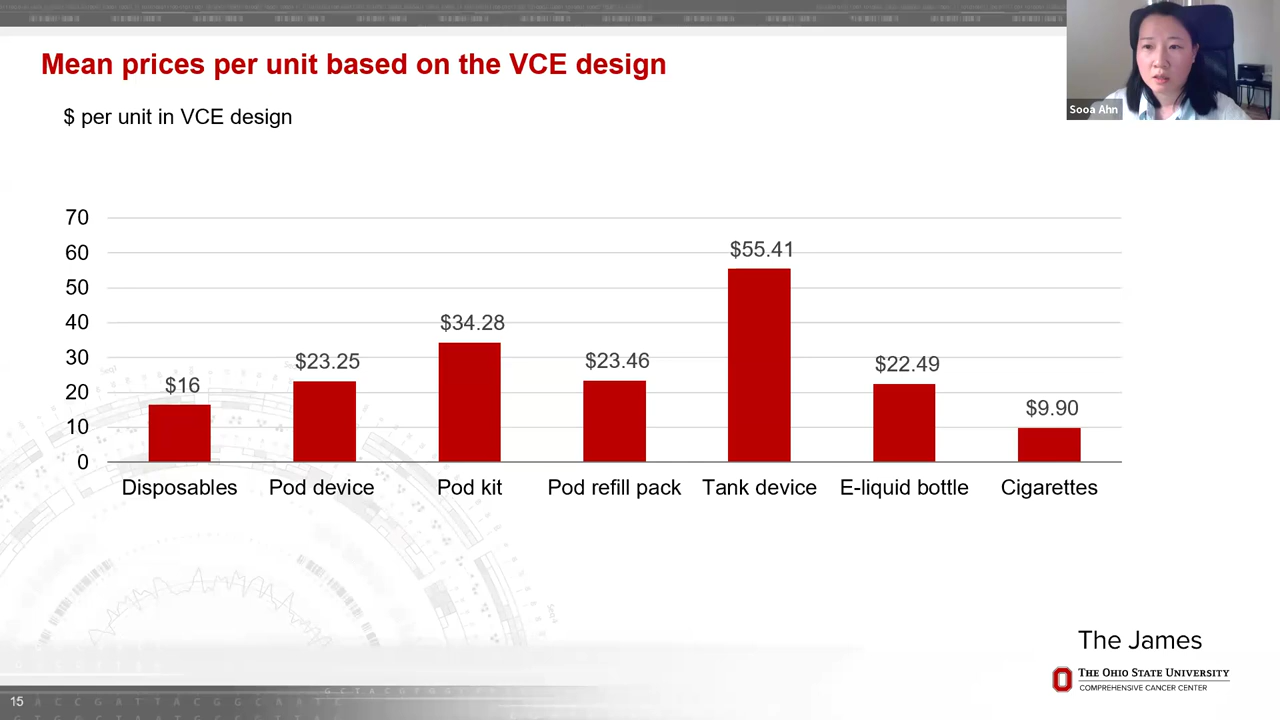 Mean prices per unit based on the VCE design
$ per unit in VCE design
Sooa Ahn
70
60
50
40
30
20
10
0
$16
$23.25
$34.28
$23.46
$55.41
$22.49
$9.90
Disposables
Pod device
Pod kit
Pod refill pack
Tank device
E-liquid bottle
Cigarettes
The James
THE OHIO STATE UNIVERSITY
COMPREHENSIVE CANCER CENTER
15